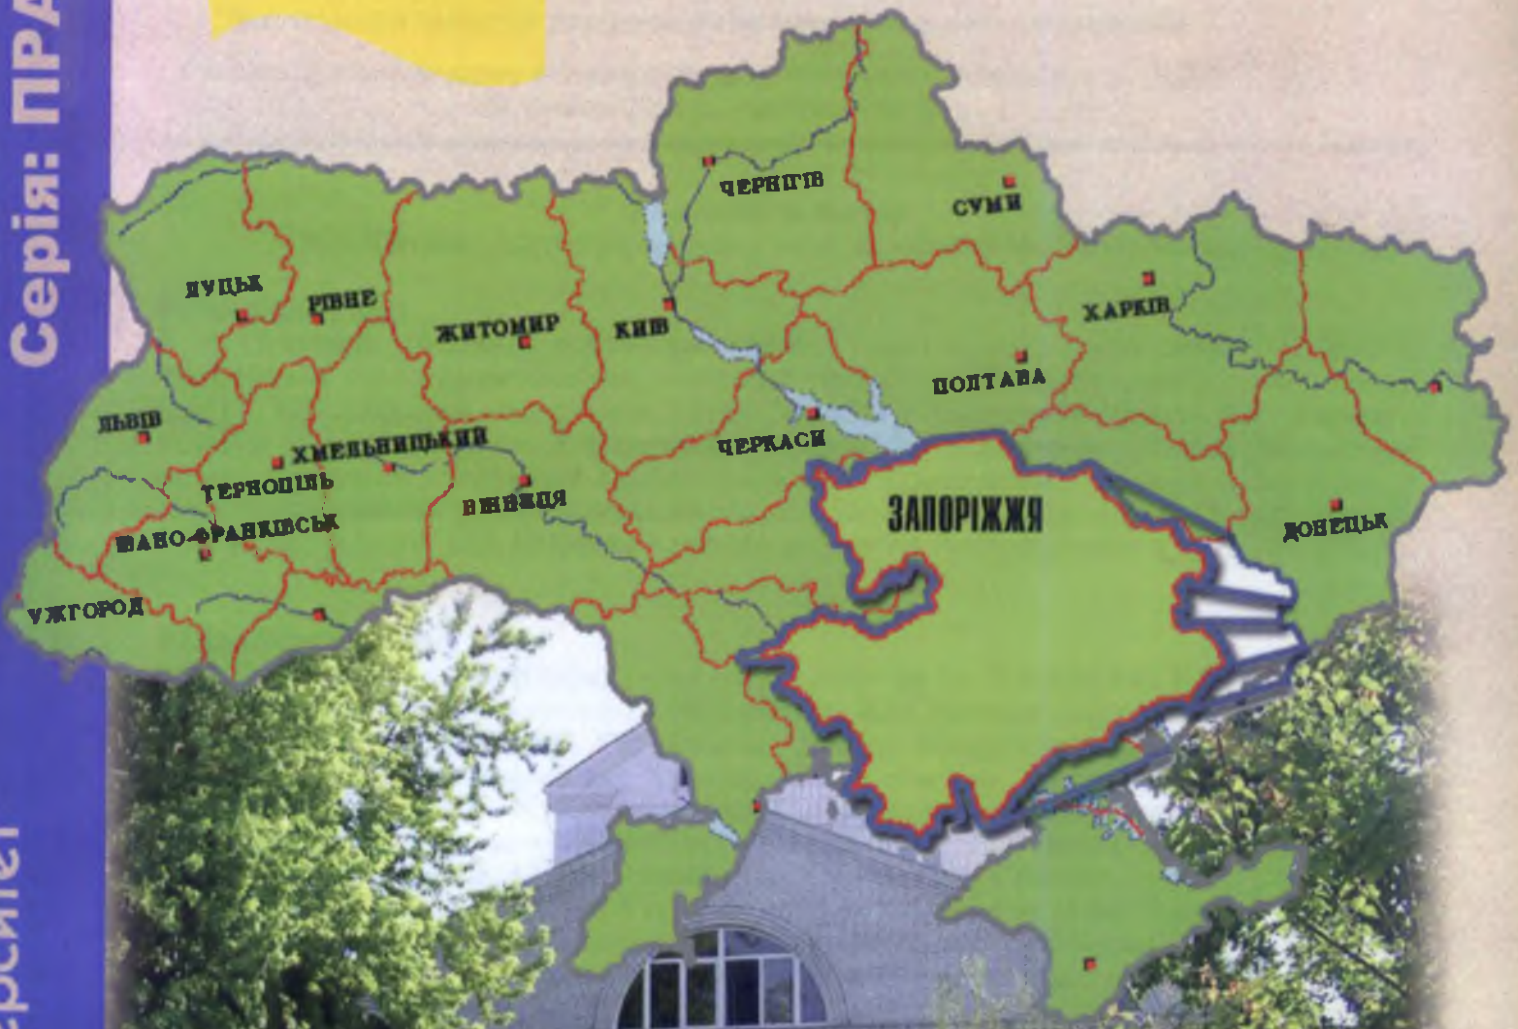 Серія: ПРА
ерситет
ЧЕРНІГІВ
СУМИ
ЛУЦЬК
РІВНЕ
ЖИТОМИР
КИЇВ
ХАРКІВ
ПОЛТАВА
ЛЬВІВ
ХМЕЛЬНИЦЬКИЙ
ЧЕРКАСИ
ТЕРНОПІЛЬ
ВІННИЦЯ
ЗАПОРІЖЖЯ
ІВАНО-ФРАНКІВСЬК
ДОНЕЦЬК
УЖГОРОД